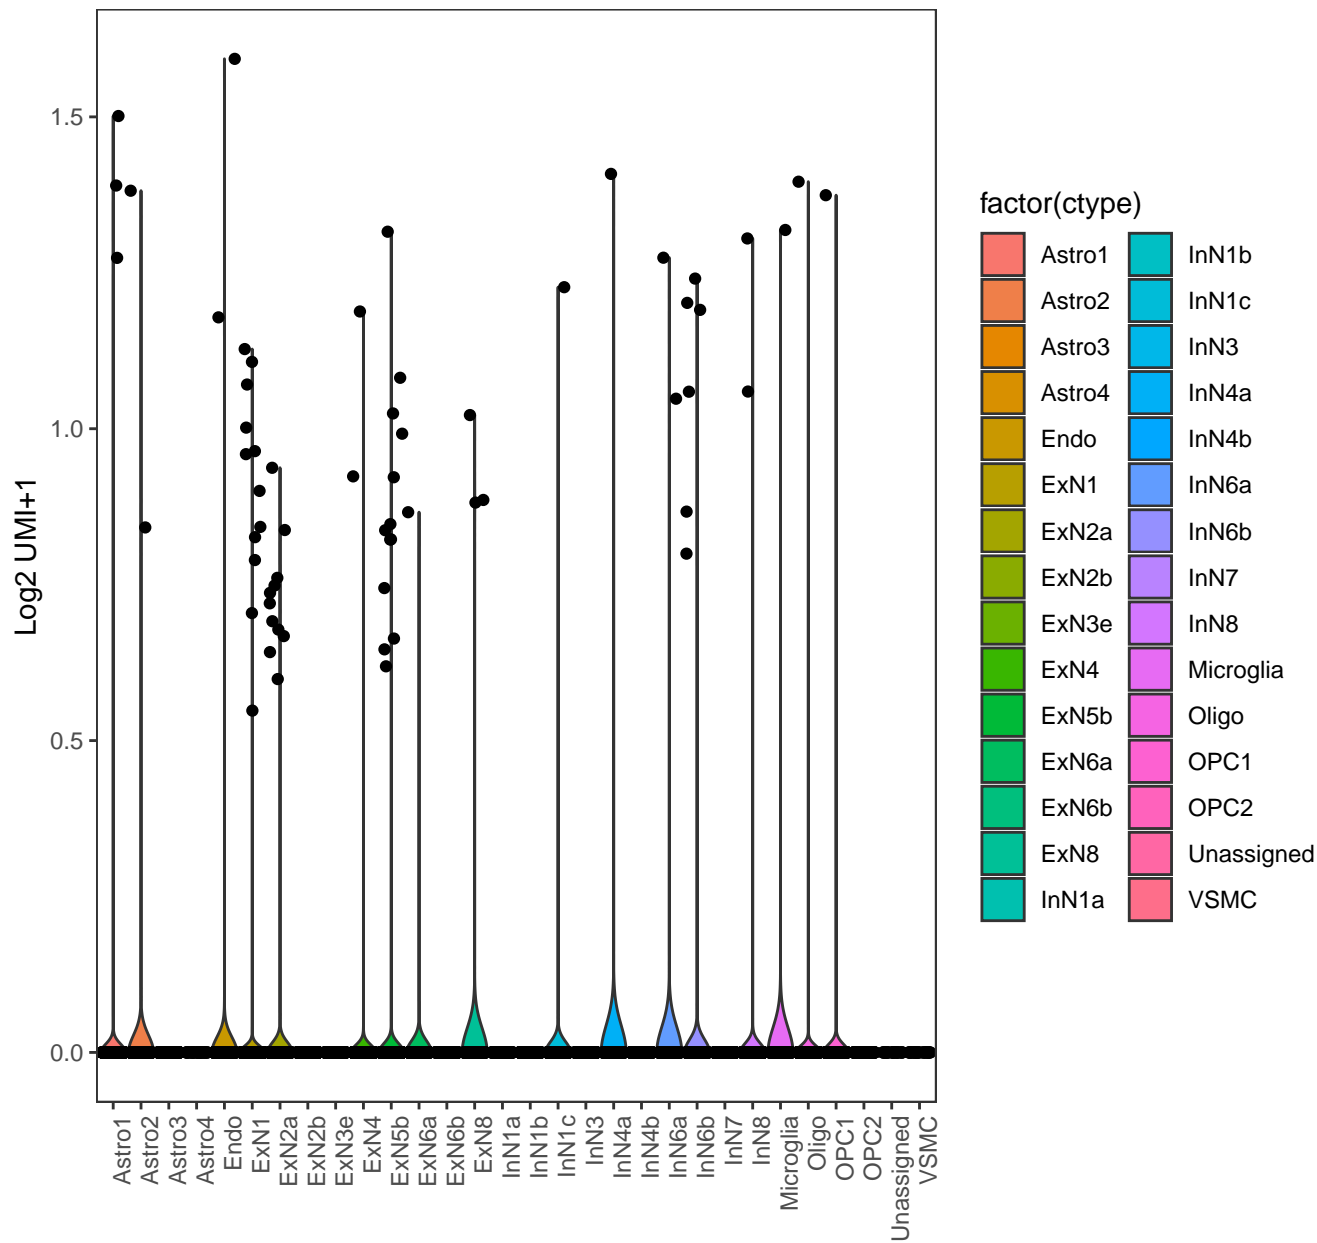 Log2 UMI+1
1.5
1.0
0.5
0.0
Astro1
Astro2
Astro3
Astro4
Endo
ExN1
ExN2a
ExN2b
ExN3e
ExN4
ExN5b
ExN6a
ExN6b
ExN8
InN1a
InN1b
InN1c
InN3
InN4a
InN4b
InN6a
InN6b
InN7
InN8
Microglia
Oligo
OPC1
OPC2
Unassigned
VSMC
factor(ctype)
Astro1
Astro2
Astro3
Astro4
Endo
ExN1
ExN2a
ExN2b
ExN3e
ExN4
ExN5b
ExN6a
ExN6b
ExN8
InN1a
InN1b
InN1c
InN3
InN4a
InN4b
InN6a
InN6b
InN7
InN8
Microglia
Oligo
OPC1
OPC2
Unassigned
VSMC